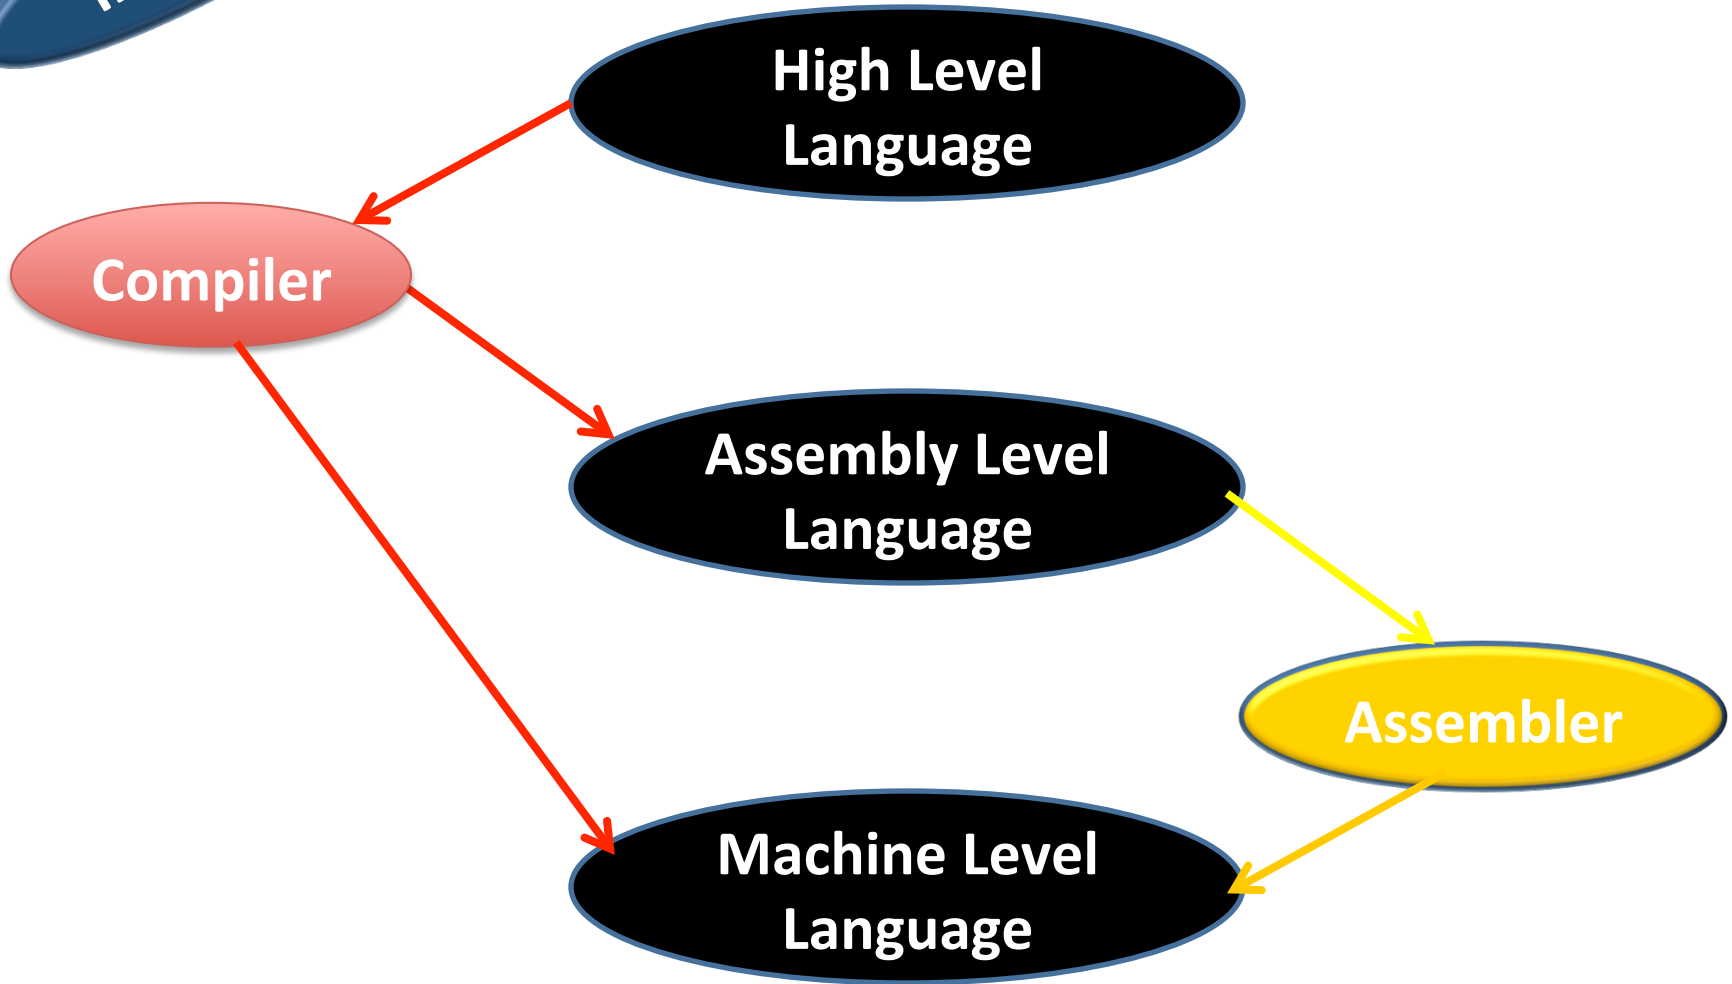 High Level
Language
Compiler
Assembly Level
Language
Assembler
Machine Level
Language